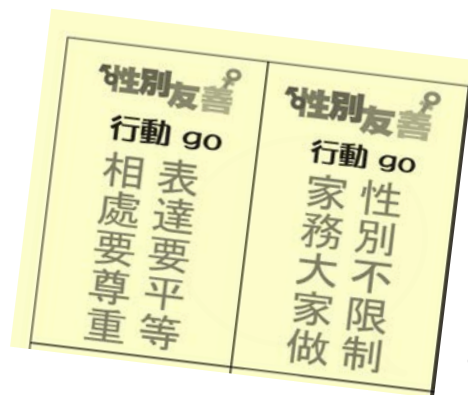 性別友善
行動 go
表達要平等
相處要尊重
性別友善
行動 go
性別不限制
家務大家做